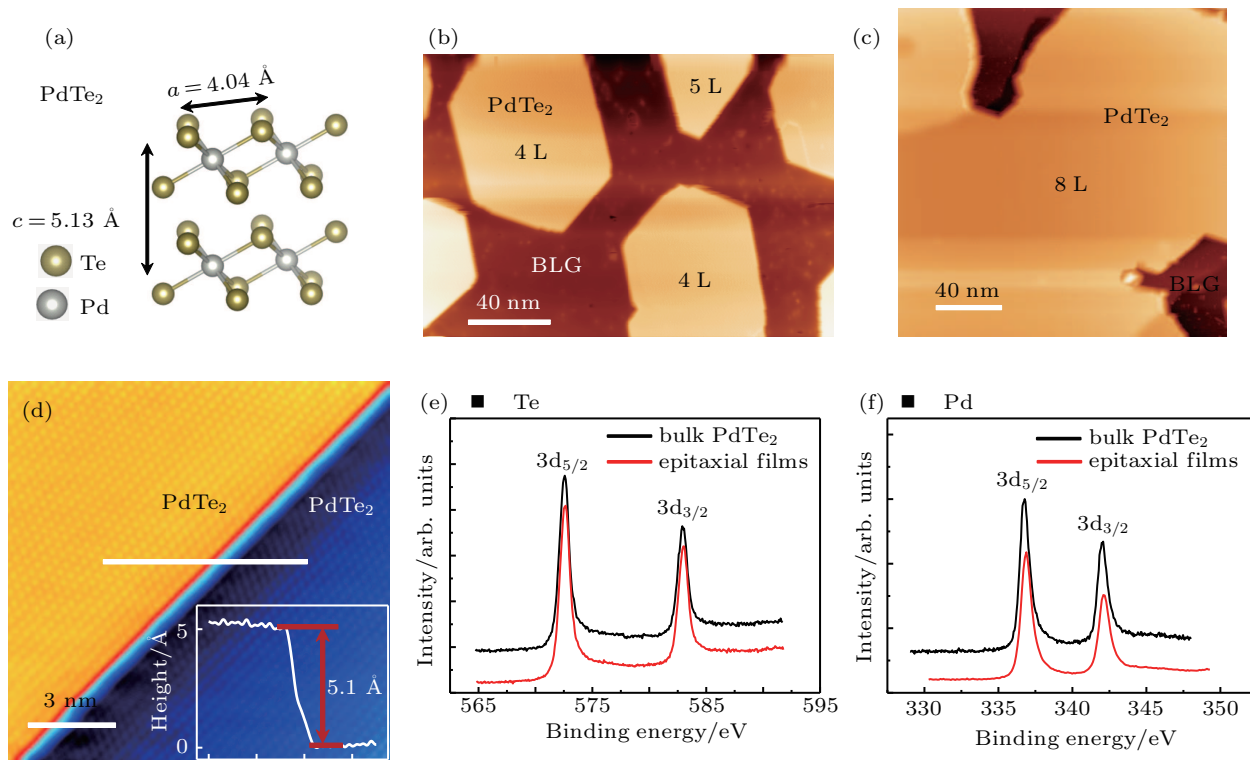 (a)
PdTe₂
a = 4.04 Å
c = 5.13 Å
Te
Pd
(b)
PdTe₂
4 L
5 L
BLG
4 L
40 nm
(c)
PdTe₂
8 L
BLG
40 nm
(d)
PdTe₂
PdTe₂
3 nm
Height/Å
5
0
5.1 Å
(e) ■ Te
bulk PdTe₂
epitaxial films
3d5/2
3d3/2
Intensity/arb. units
565 575 585 595
Binding energy/eV
(f) ■ Pd
bulk PdTe₂
epitaxial films
3d5/2
3d3/2
Intensity/arb. units
330 335 340 345 350
Binding energy/eV